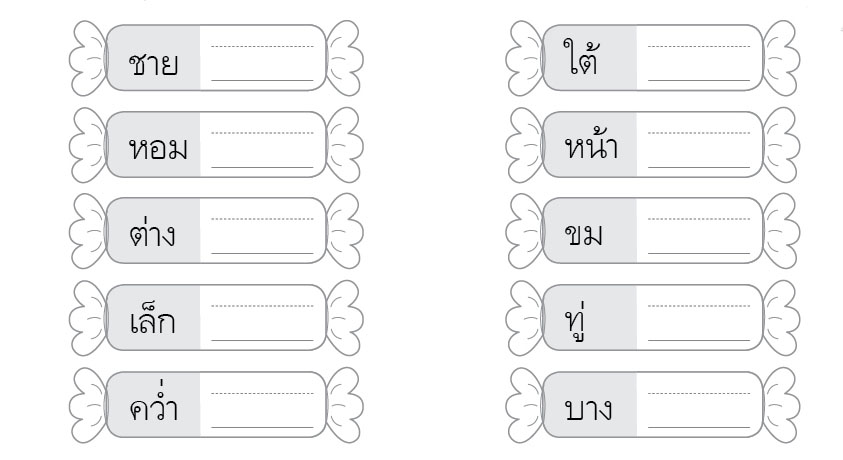 ชาย
หอม
ต่าง
เล็ก
คว่ำ
ใต้
หน้า
ขม
ทู่
บาง